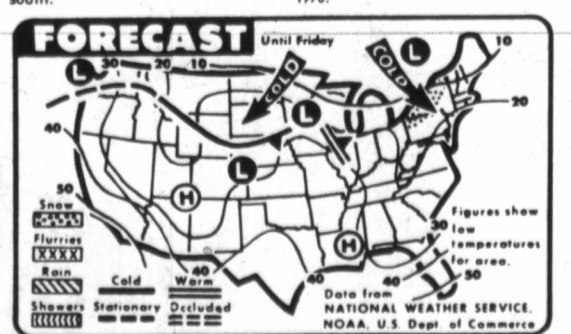 south.
1970.
FORECAST
Until Friday
L
30 20 10
COLD
L
COLD
10
L
20
40
L
50
H
Snow
Flurries
Rain
Showers
Cold Warm
Stationary Occluded
H
40
40
30
40
50
Figures show
low
temperatures
for area.
Data from
NATIONAL WEATHER SERVICE,
NOAA, U.S. Dept. of Commerce